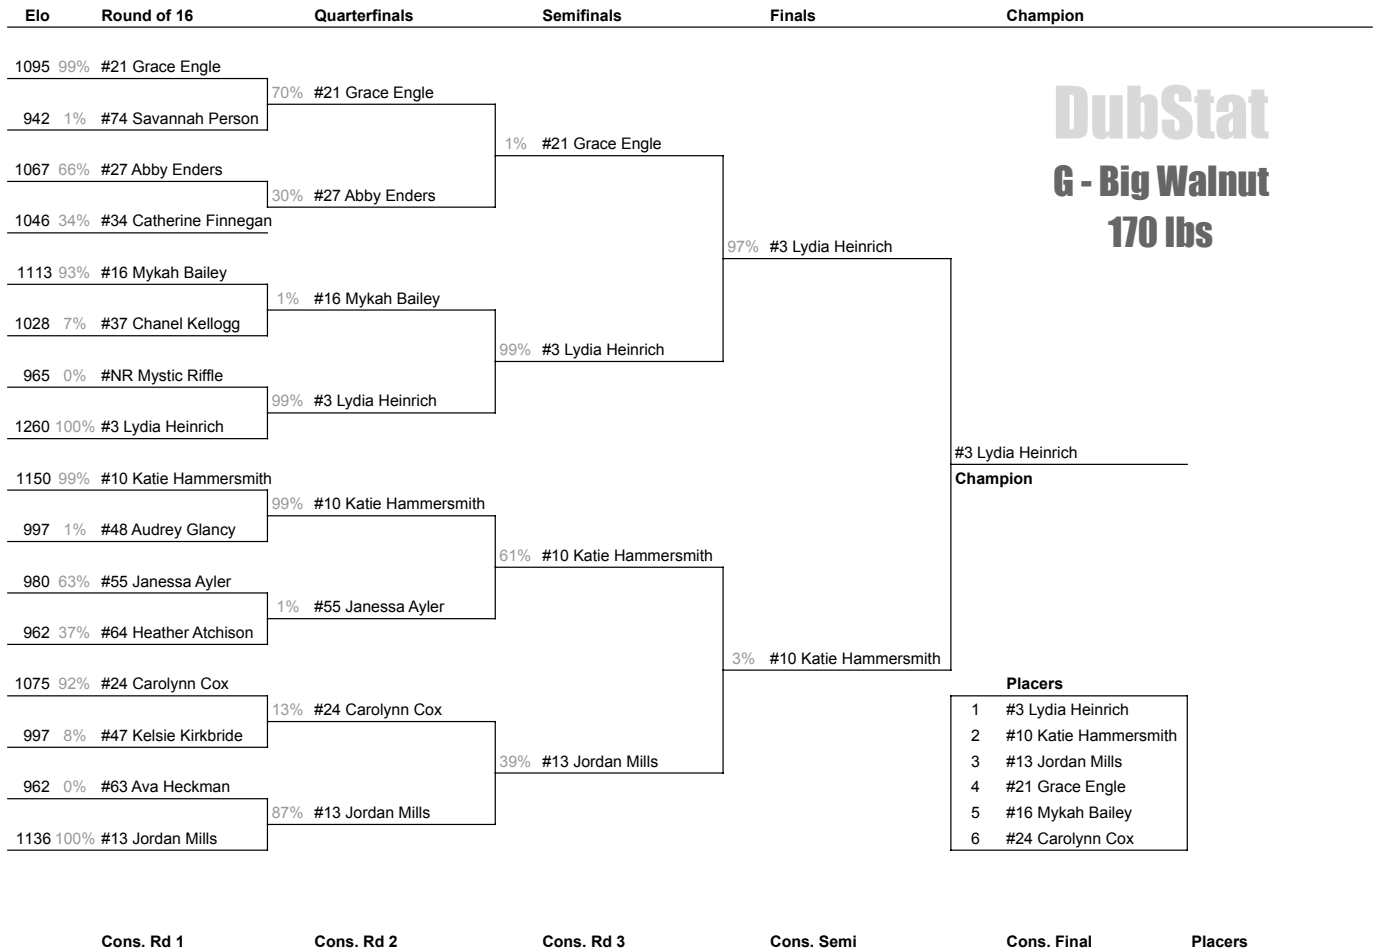 Elo Round of 16 Quarterfinals Semifinals Finals Champion
1095 99% #21 Grace Engle
70% #21 Grace Engle
942 1% #74 Savannah Person
1% #21 Grace Engle
1067 66% #27 Abby Enders
30% #27 Abby Enders
1046 34% #34 Catherine Finnegan
97% #3 Lydia Heinrich
1113 93% #16 Mykah Bailey
1% #16 Mykah Bailey
1028 7% #37 Chanel Kellogg
99% #3 Lydia Heinrich
965 0% #NR Mystic Riffle
99% #3 Lydia Heinrich
1260 100% #3 Lydia Heinrich
#3 Lydia Heinrich
Champion
1150 99% #10 Katie Hammersmith
99% #10 Katie Hammersmith
997 1% #48 Audrey Glancy
61% #10 Katie Hammersmith
980 63% #55 Janessa Ayler
1% #55 Janessa Ayler
962 37% #64 Heather Atchison
3% #10 Katie Hammersmith
1075 92% #24 Carolynn Cox
13% #24 Carolynn Cox
997 8% #47 Kelsie Kirkbride
39% #13 Jordan Mills
962 0% #63 Ava Heckman
87% #13 Jordan Mills
1136 100% #13 Jordan Mills
DubStat
G - Big Walnut
170 lbs
Placers
1 #3 Lydia Heinrich
2 #10 Katie Hammersmith
3 #13 Jordan Mills
4 #21 Grace Engle
5 #16 Mykah Bailey
6 #24 Carolynn Cox
Cons. Rd 1 Cons. Rd 2 Cons. Rd 3 Cons. Semi Cons. Final Placers